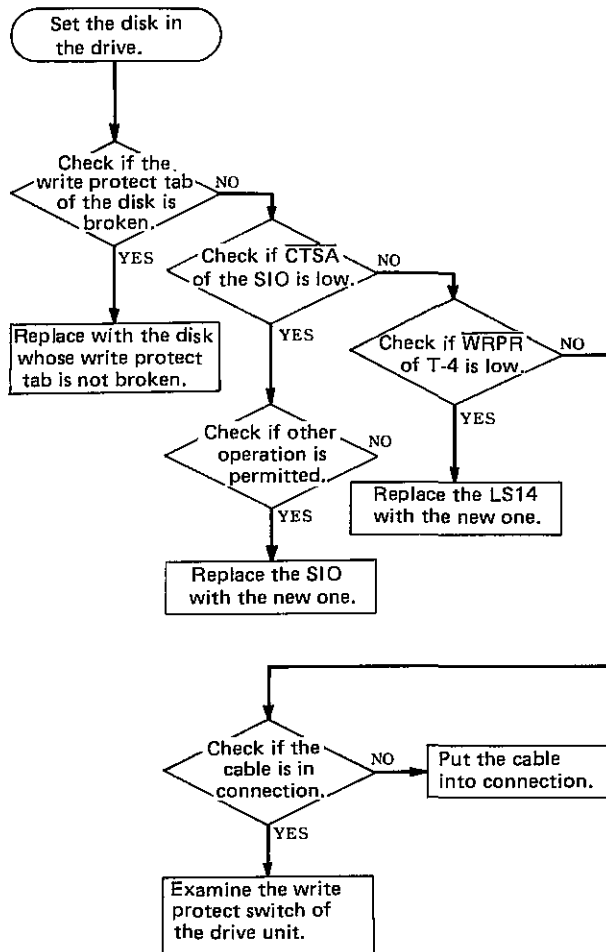 Set the disk in
the drive.
Check if the
write protect tab
of the disk is
broken.
NO
YES
Replace with the disk
whose write protect
tab is not broken.
Check if C̅T̅S̅A̅
of the SIO is low.
NO
YES
Check if W̅R̅P̅R̅
of T-4 is low.
NO
YES
Replace the LS14
with the new one.
Check if other
operation is
permitted.
NO
YES
Replace the SIO
with the new one.
Check if the
cable is in
connection.
NO
YES
Put the cable
into connection.
Examine the write
protect switch of
the drive unit.